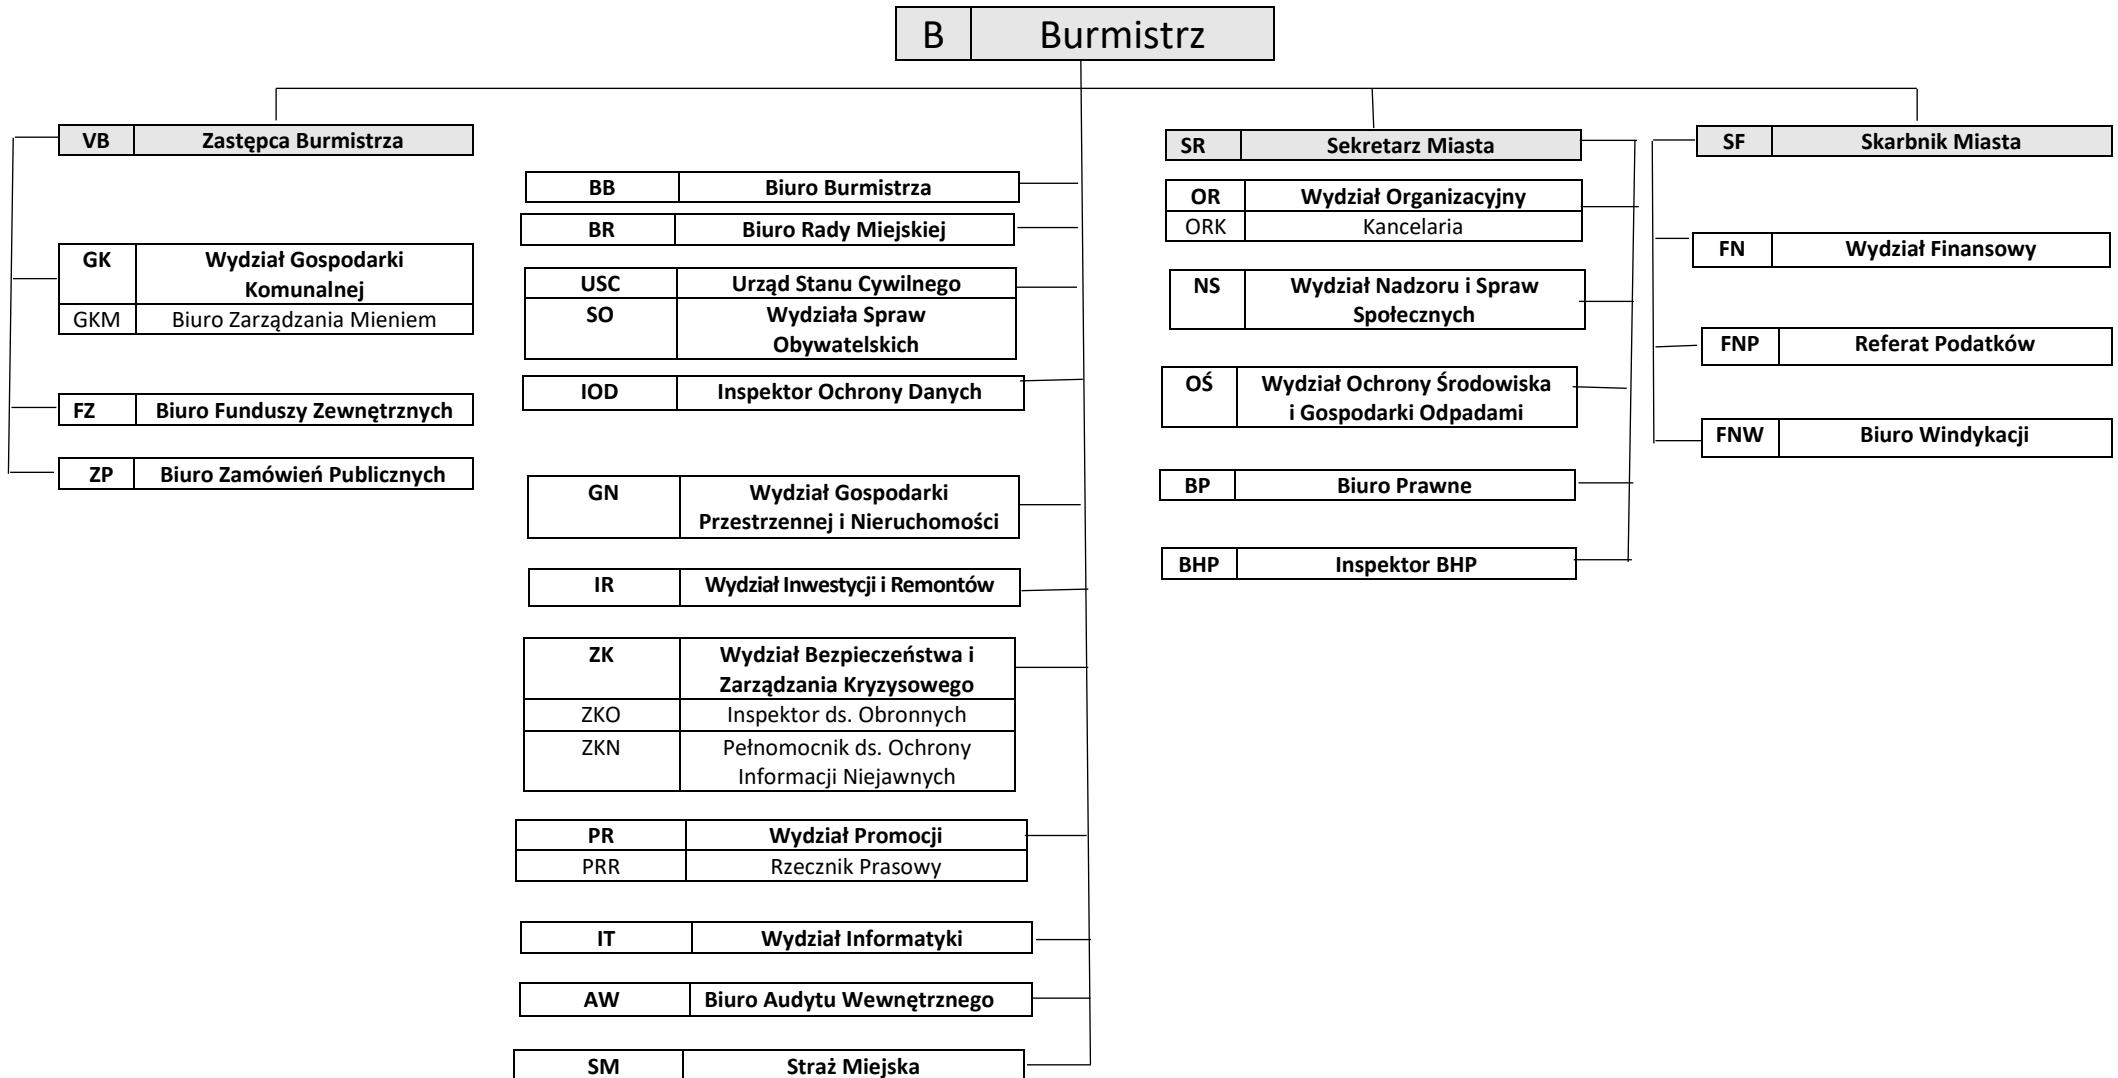 B Burmistrz
VB Zastępca Burmistrza
GK Wydział Gospodarki
Komunalnej
GKM Biuro Zarządzania Mieniem
FZ Biuro Funduszy Zewnętrznych
ZP Biuro Zamówień Publicznych
BB Biuro Burmistrza
BR Biuro Rady Miejskiej
USC Urząd Stanu Cywilnego
SO Wydziała Spraw
Obywatelskich
IOD Inspektor Ochrony Danych
GN Wydział Gospodarki
Przestrzennej i Nieruchomości
IR Wydział Inwestycji i Remontów
ZK Wydział Bezpieczeństwa i
Zarządzania Kryzysowego
ZKO Inspektor ds. Obronnych
ZKN Pełnomocnik ds. Ochrony
Informacji Niejawnych
PR Wydział Promocji
PRR Rzecznik Prasowy
IT Wydział Informatyki
AW Biuro Audytu Wewnętrznego
SM Straż Miejska
SR Sekretarz Miasta
OR Wydział Organizacyjny
ORK Kancelaria
NS Wydział Nadzoru i Spraw
Społecznych
OŚ Wydział Ochrony Środowiska
i Gospodarki Odpadami
BP Biuro Prawne
BHP Inspektor BHP
SF Skarbnik Miasta
FN Wydział Finansowy
FNP Referat Podatków
FNW Biuro Windykacji